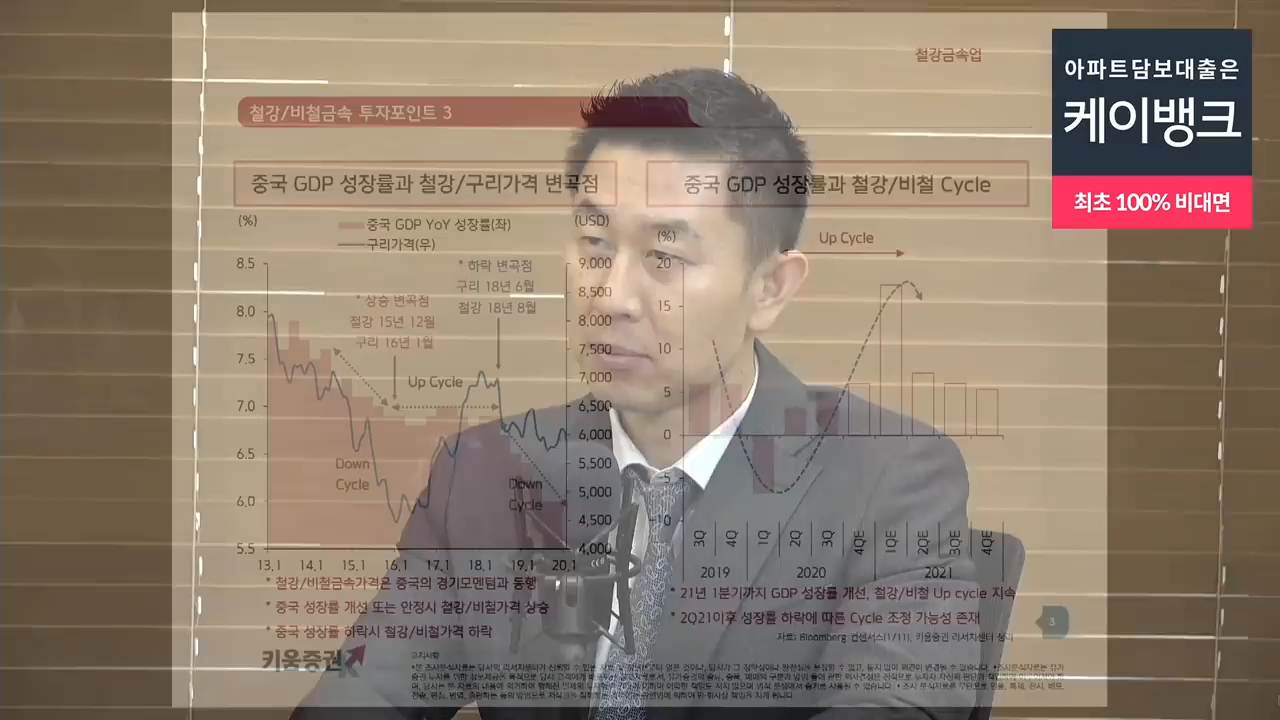 철강금속업
아파트담보대출은
케이뱅크
최초 100% 비대면
철강/비철금속 투자포인트 3
중국 GDP 성장률과 철강/구리가격 변곡점
(%)
중국 GDP YoY 성장률(좌)
구리가격(우)
(USD)
* 하락 변곡점
구리 18년 6월
철강 18년 8월
* 상승 변곡점
철강 15년 12월
구리 16년 1월
Up Cycle
Down
Cycle
Down
Cycle
8.5
8.0
7.5
7.0
6.5
6.0
5.5
9,000
8,500
8,000
7,500
7,000
6,500
6,000
5,500
5,000
4,500
4,000
13.1 14.1 15.1 16.1 17.1 18.1 19.1 20.1
* 철강/비철금속가격은 중국의 경기모멘텀과 동행
* 중국 성장률 개선 또는 안정시 철강/비철가격 상승
* 중국 성장률 하락시 철강/비철가격 하락
중국 GDP 성장률과 철강/비철 Cycle
(%)
Up Cycle
20
15
10
5
0
-5
-10
3Q 4Q 1Q 2Q 3Q 4QE 1QE 2QE 3QE 4QE
2019 2020 2021
* 21년 1분기까지 GDP 성장률 개선, 철강/비철 Up cycle 지속
* 2Q21이후 성장률 하락에 따른 Cycle 조정 가능성 존재
자료: Bloomberg 컨센서스(1/11), 키움증권 리서치센터 정리
3
키움증권